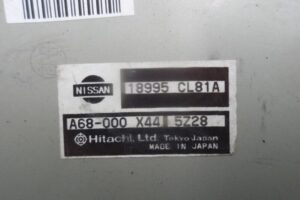 NISSAN 18995 CL81A
A68-000 X44 5Z28
Hitachi, Ltd. Tokyo Japan
MADE IN JAPAN